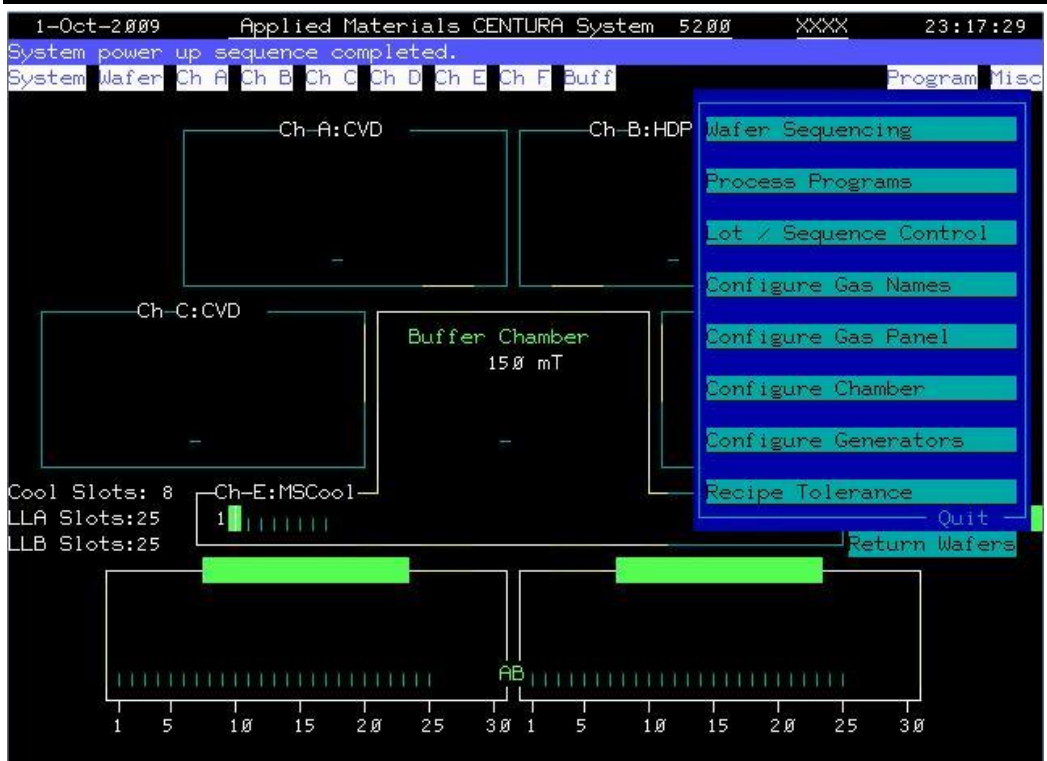 1-Oct-2009 Applied Materials CENTURA System 5200 XXXX 23:17:29
System power up sequence completed.
System Wafer Ch A Ch B Ch C Ch D Ch E Ch F Buff Program Misc
Ch-A:CVD Ch-B:HDP
Wafer Sequencing
Process Programs
Lot / Sequence Control
Configure Gas Names
Ch-C:CVD
Buffer Chamber
Configure Gas Panel
150 mT
Configure Chamber
Configure Generators
Cool Slots: 8 Ch-E:MSCool Recipe Tolerance
LLA Slots:25 1 Quit
LLB Slots:25 Return Wafers
AB
1 5 10 15 20 25 30 1 5 10 15 20 25 30